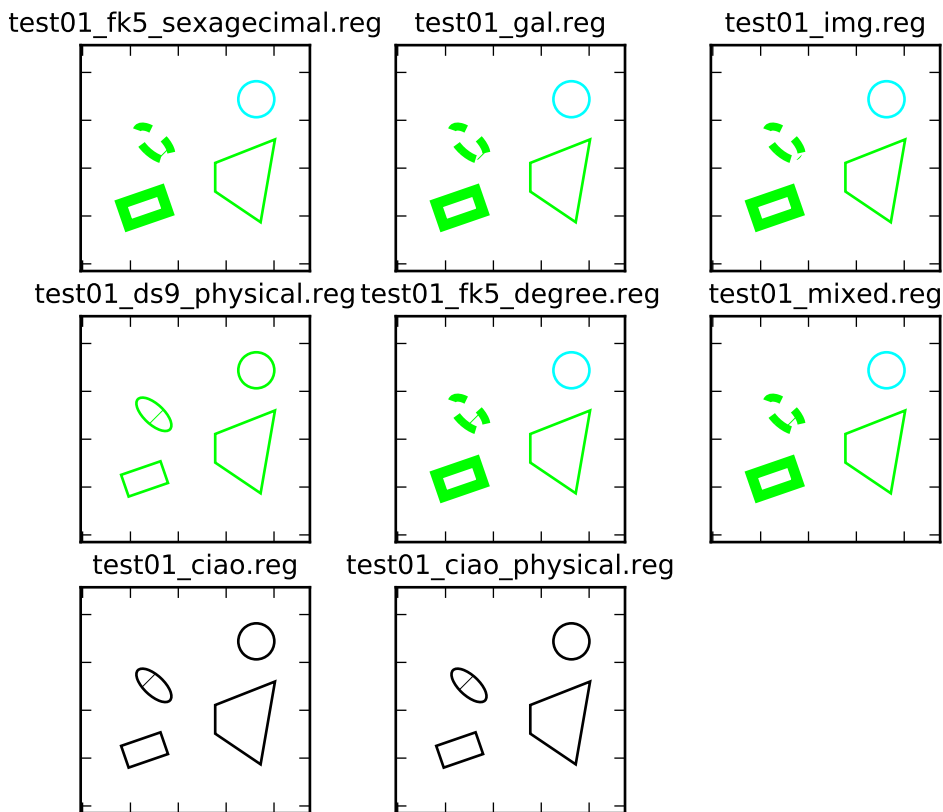 test01_fk5_sexagecimal.reg
test01_gal.reg
test01_img.reg
test01_ds9_physical.reg
test01_fk5_degree.reg
test01_mixed.reg
test01_ciao.reg
test01_ciao_physical.reg